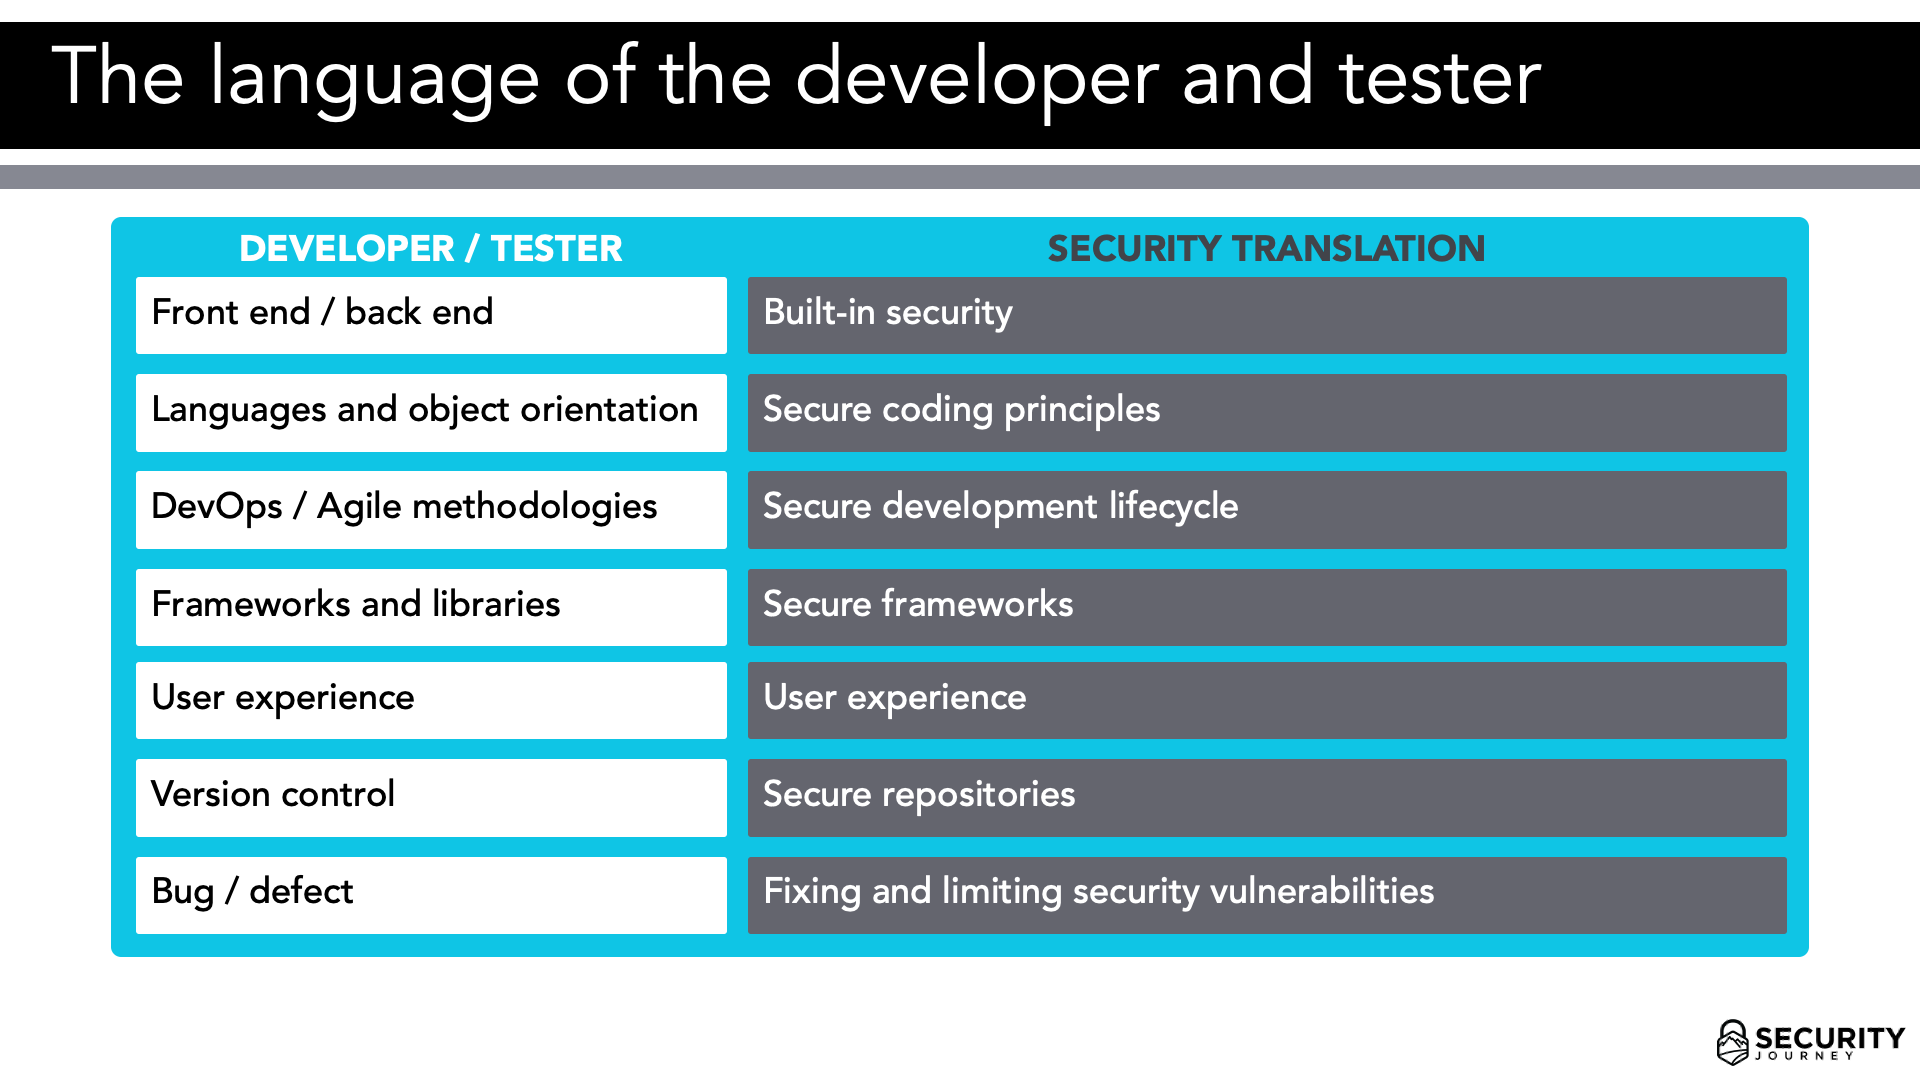 The language of the developer and tester
DEVELOPER / TESTER
SECURITY TRANSLATION
Front end / back end
Built-in security
Languages and object orientation
Secure coding principles
DevOps / Agile methodologies
Secure development lifecycle
Frameworks and libraries
Secure frameworks
User experience
User experience
Version control
Secure repositories
Bug / defect
Fixing and limiting security vulnerabilities
SECURITY
JOURNEY